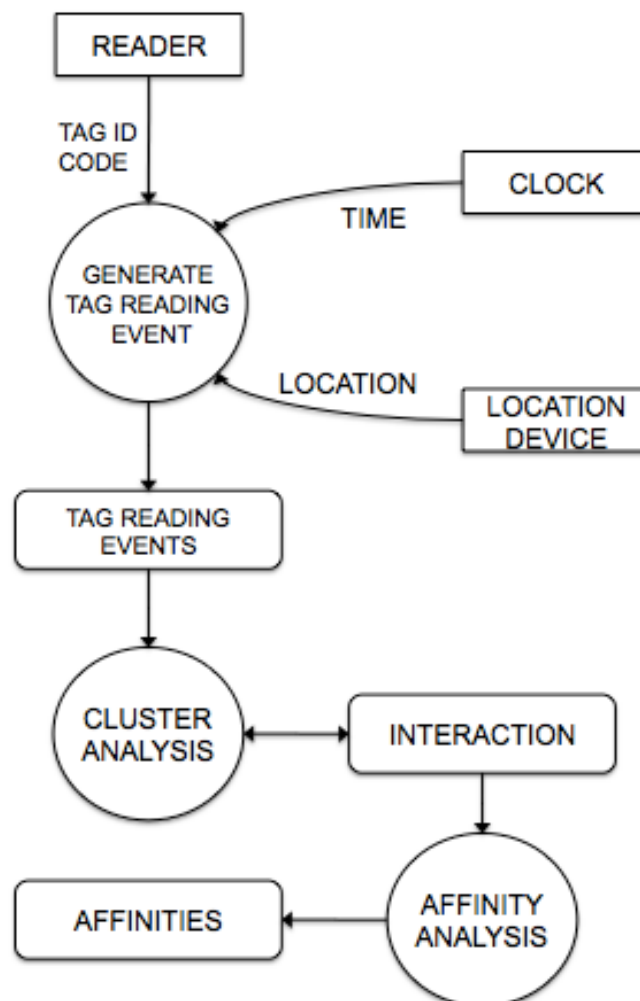 READER
TAG ID
CODE
CLOCK
TIME
GENERATE
TAG READING
EVENT
LOCATION
LOCATION
DEVICE
TAG READING
EVENTS
CLUSTER
ANALYSIS
INTERACTION
AFFINITIES
AFFINITY
ANALYSIS